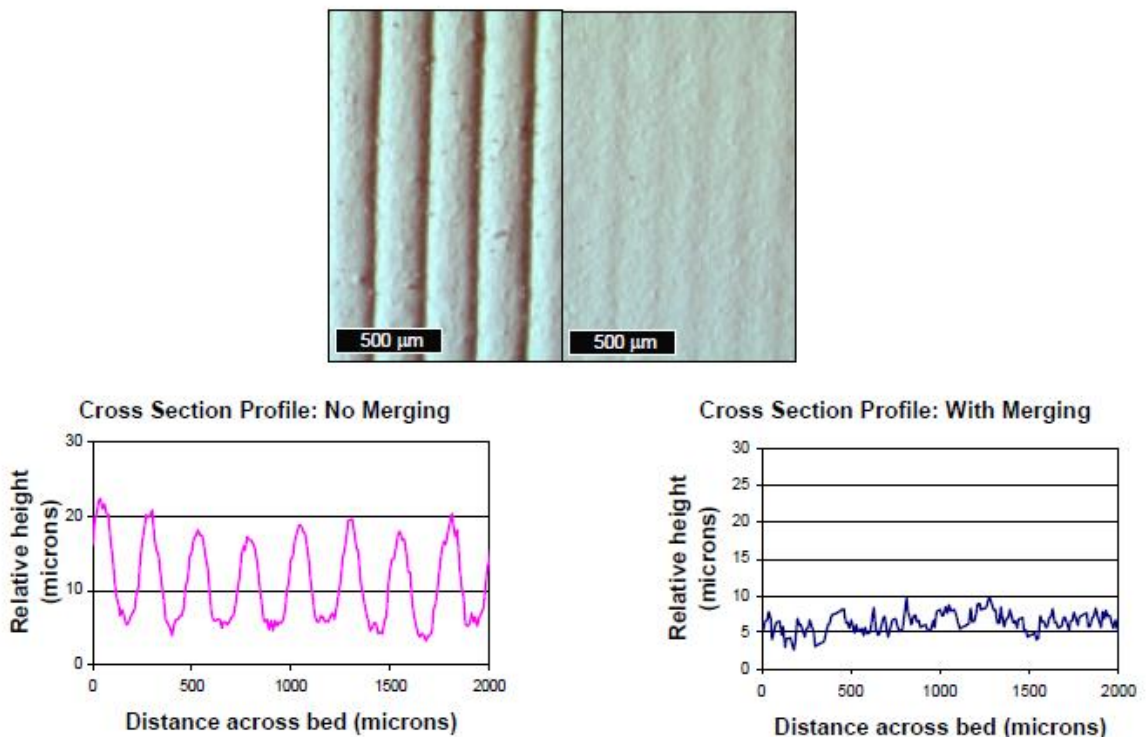 500 μm
500 μm
Cross Section Profile: No Merging
30
20
10
0
Relative height
(microns)
0 500 1000 1500 2000
Distance across bed (microns)
Cross Section Profile: With Merging
30
25
20
15
10
5
0
Relative height
(microns)
0 500 1000 1500 2000
Distance across bed (microns)